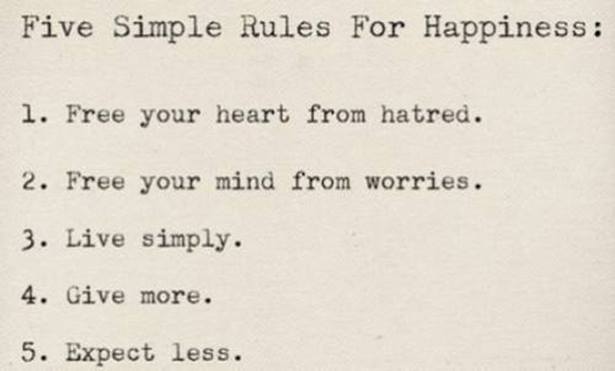 Five Simple Rules For Happiness:
1. Free your heart from hatred.
2. Free your mind from worries.
3. Live simply.
4. Give more.
5. Expect less.